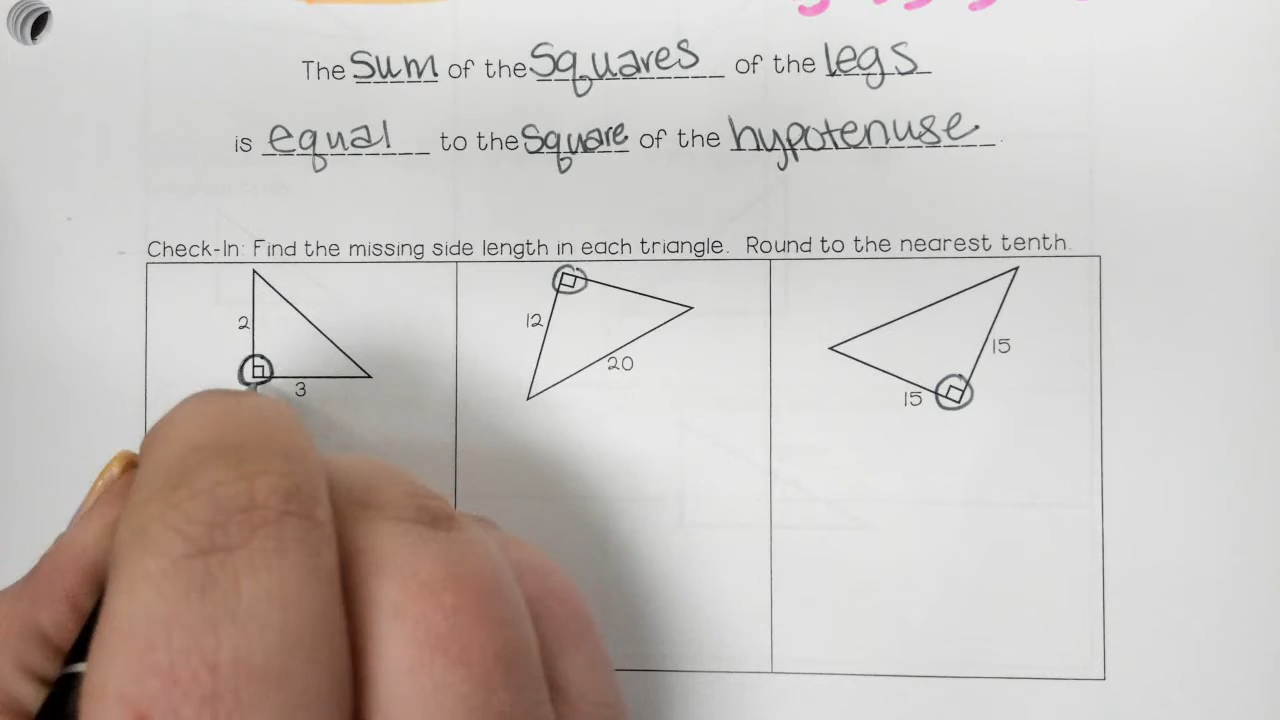 The sum of the squares of the legs
is equal to the square of the hypotenuse.
Check-In: Find the missing side length in each triangle. Round to the nearest tenth.
2
3
12
20
15
15